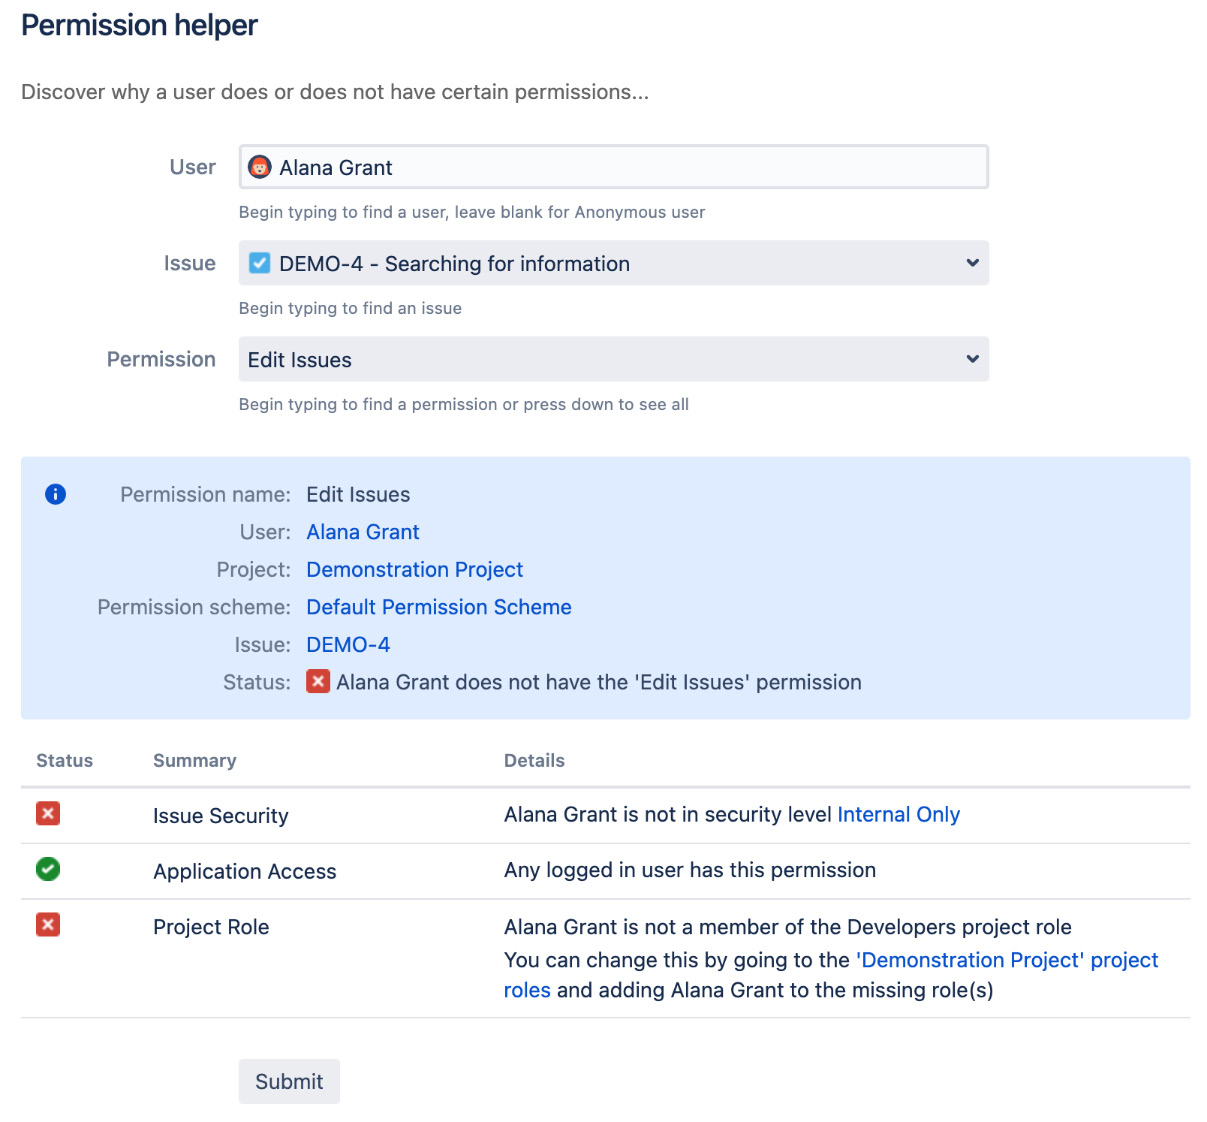 Permission helper
Discover why a user does or does not have certain permissions...
User
Alana Grant
Begin typing to find a user, leave blank for Anonymous user
Issue
DEMO-4 - Searching for information
Begin typing to find an issue
Permission
Edit Issues
Begin typing to find a permission or press down to see all
Permission name: Edit Issues
User: Alana Grant
Project: Demonstration Project
Permission scheme: Default Permission Scheme
Issue: DEMO-4
Status: Alana Grant does not have the 'Edit Issues' permission
Status Summary Details
Issue Security Alana Grant is not in security level Internal Only
Application Access Any logged in user has this permission
Project Role Alana Grant is not a member of the Developers project role
You can change this by going to the 'Demonstration Project' project
roles and adding Alana Grant to the missing role(s)
Submit